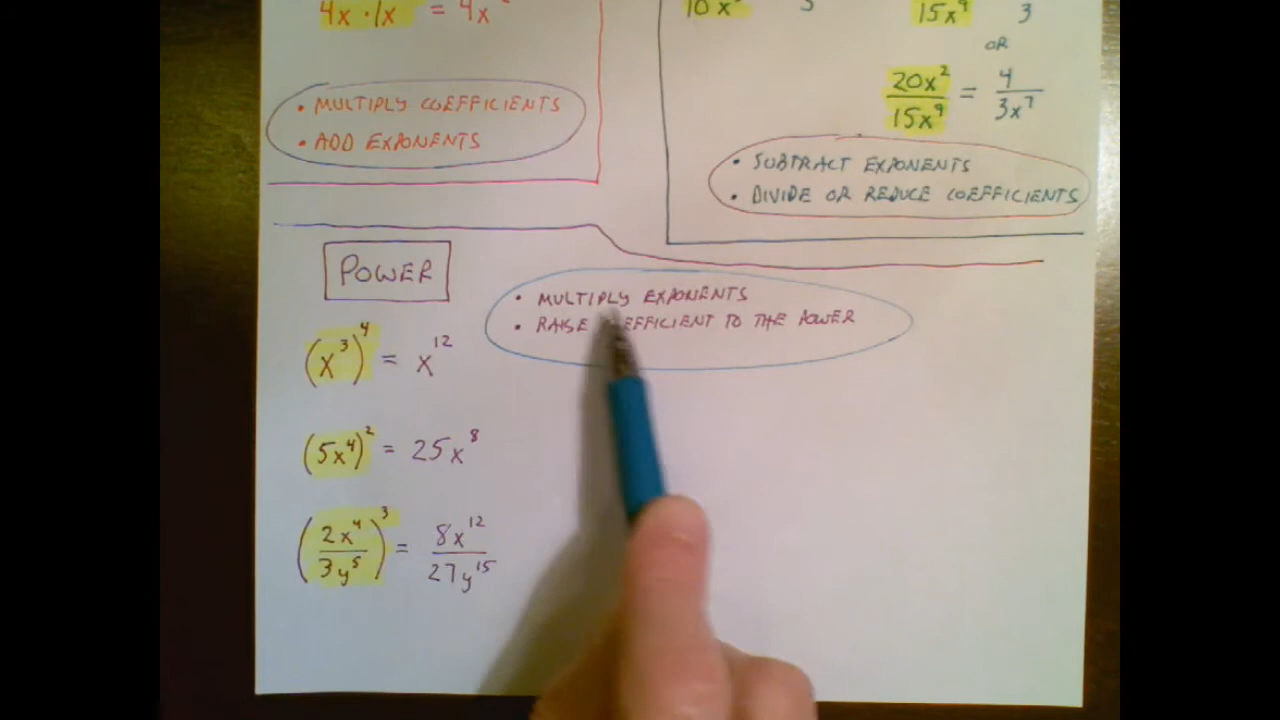 4x · 1x = 4x
10x
15x⁹ 3
OR
20x²/15x⁹ = 4/3x⁷
• MULTIPLY COEFFICIENTS
• ADD EXPONENTS
• SUBTRACT EXPONENTS
• DIVIDE OR REDUCE COEFFICIENTS
POWER
• MULTIPLY EXPONENTS
• RAISE EFFICIENT TO THE POWER
(x³)⁴ = x¹²
(5x⁴)² = 25x⁸
(2x⁴/3y⁵)³ = 8x¹²/27y¹⁵